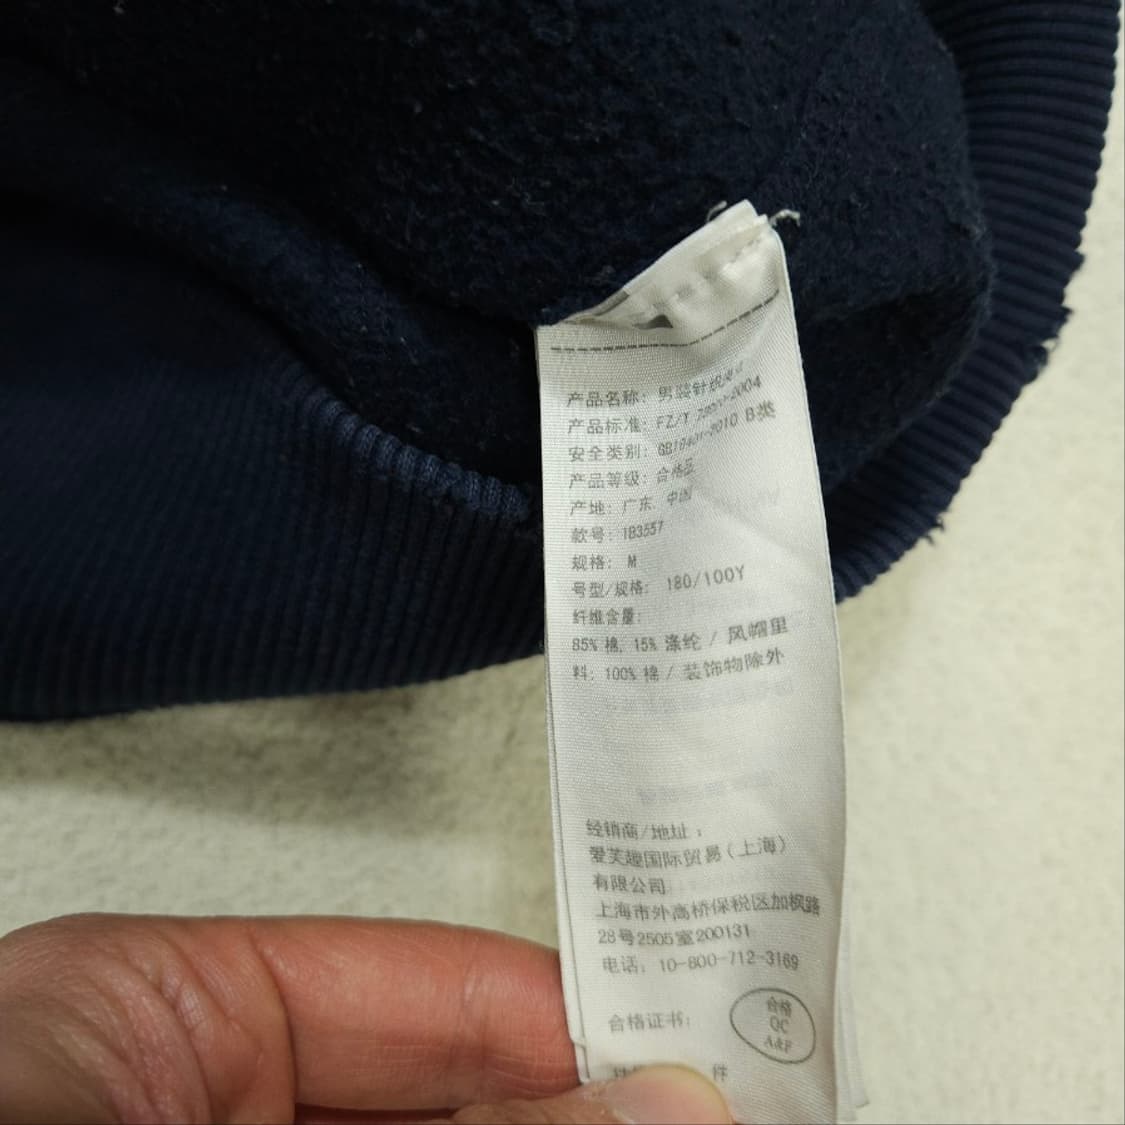 产品名称: 男装针织
产品标准: FZ/T 2004
安全类别: GB18401-2010 B类
产品等级: 合格品
产地: 广东, 中国
款号: IB3557
规格: M
号型/规格: 180/100Y
纤维含量:
85% 棉, 15% 涤纶 / 风帽里
料: 100% 棉 / 装饰物除外
经销商/地址:
爱芙趣国际贸易(上海)
有限公司
上海市外高桥保税区加枫路
28号2505室200131
电话: 10-800-712-3169
合格证书:
合格
QC
A&F
件